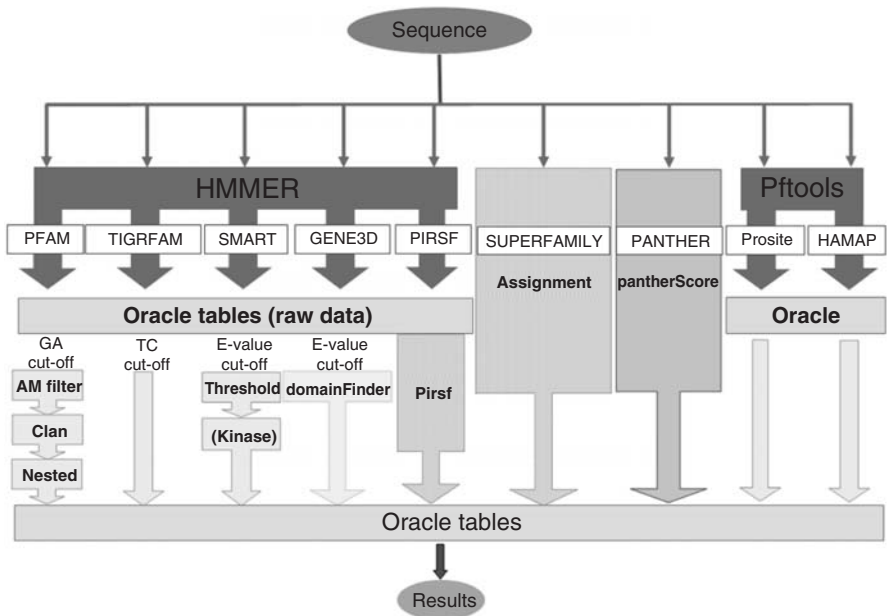 Sequence
HMMER
Pftools
PFAM
TIGRFAM
SMART
GENE3D
PIRSF
SUPERFAMILY
PANTHER
Prosite
HAMAP
Assignment
pantherScore
Oracle tables (raw data)
Oracle
GA
cut-off
TC
cut-off
E-value
cut-off
E-value
cut-off
AM filter
Threshold
domainFinder
Pirsf
Clan
(Kinase)
Nested
Oracle tables
Results